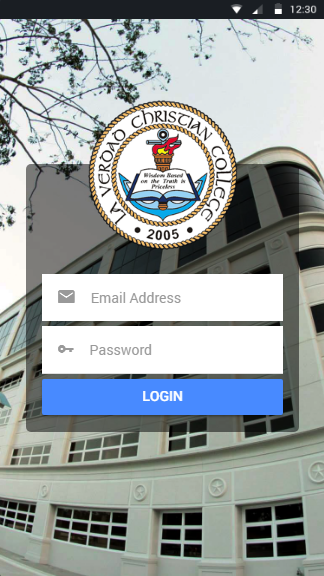 12:30
LA VERDAD CHRISTIAN COLLEGE
Wisdom Based
on the Truth is
Priceless
• 2005 •
Email Address
Password
LOGIN